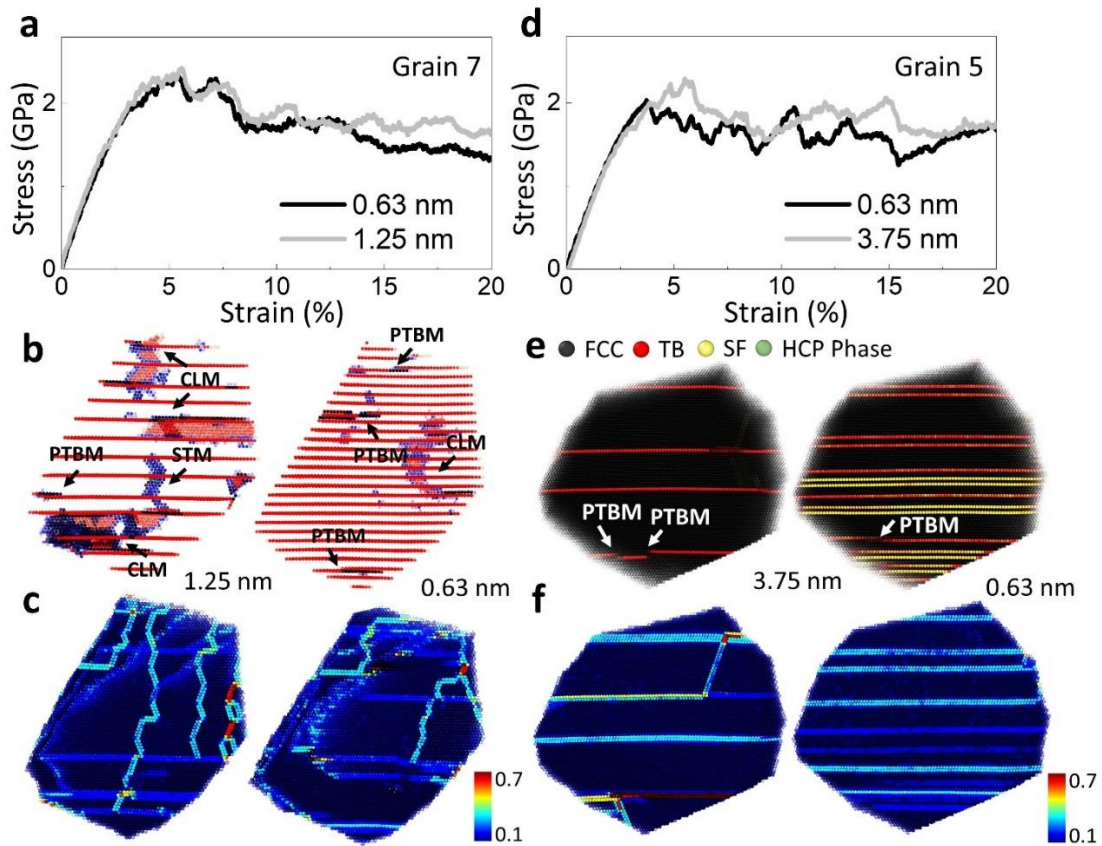 a
Stress (GPa)
2
0
Grain 7
0.63 nm
1.25 nm
0 5 10 15 20
Strain (%)
d
Stress (GPa)
2
0
Grain 5
0.63 nm
3.75 nm
0 5 10 15 20
Strain (%)
b
CLM
PTBM
STM
CLM
1.25 nm
PTBM
PTBM
CLM
PTBM
0.63 nm
e
FCC TB SF HCP Phase
PTBM PTBM
3.75 nm
PTBM
0.63 nm
c
0.7
0.1
f
0.7
0.1